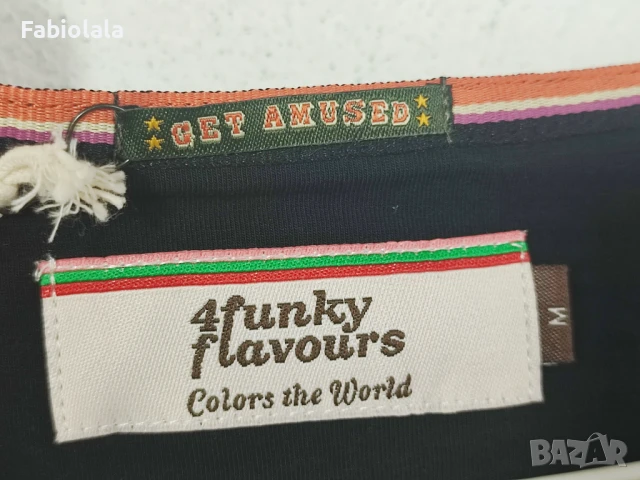 Fabiolala
GET AMUSED
4funky
flavours
Colors the World
M
BAZAR